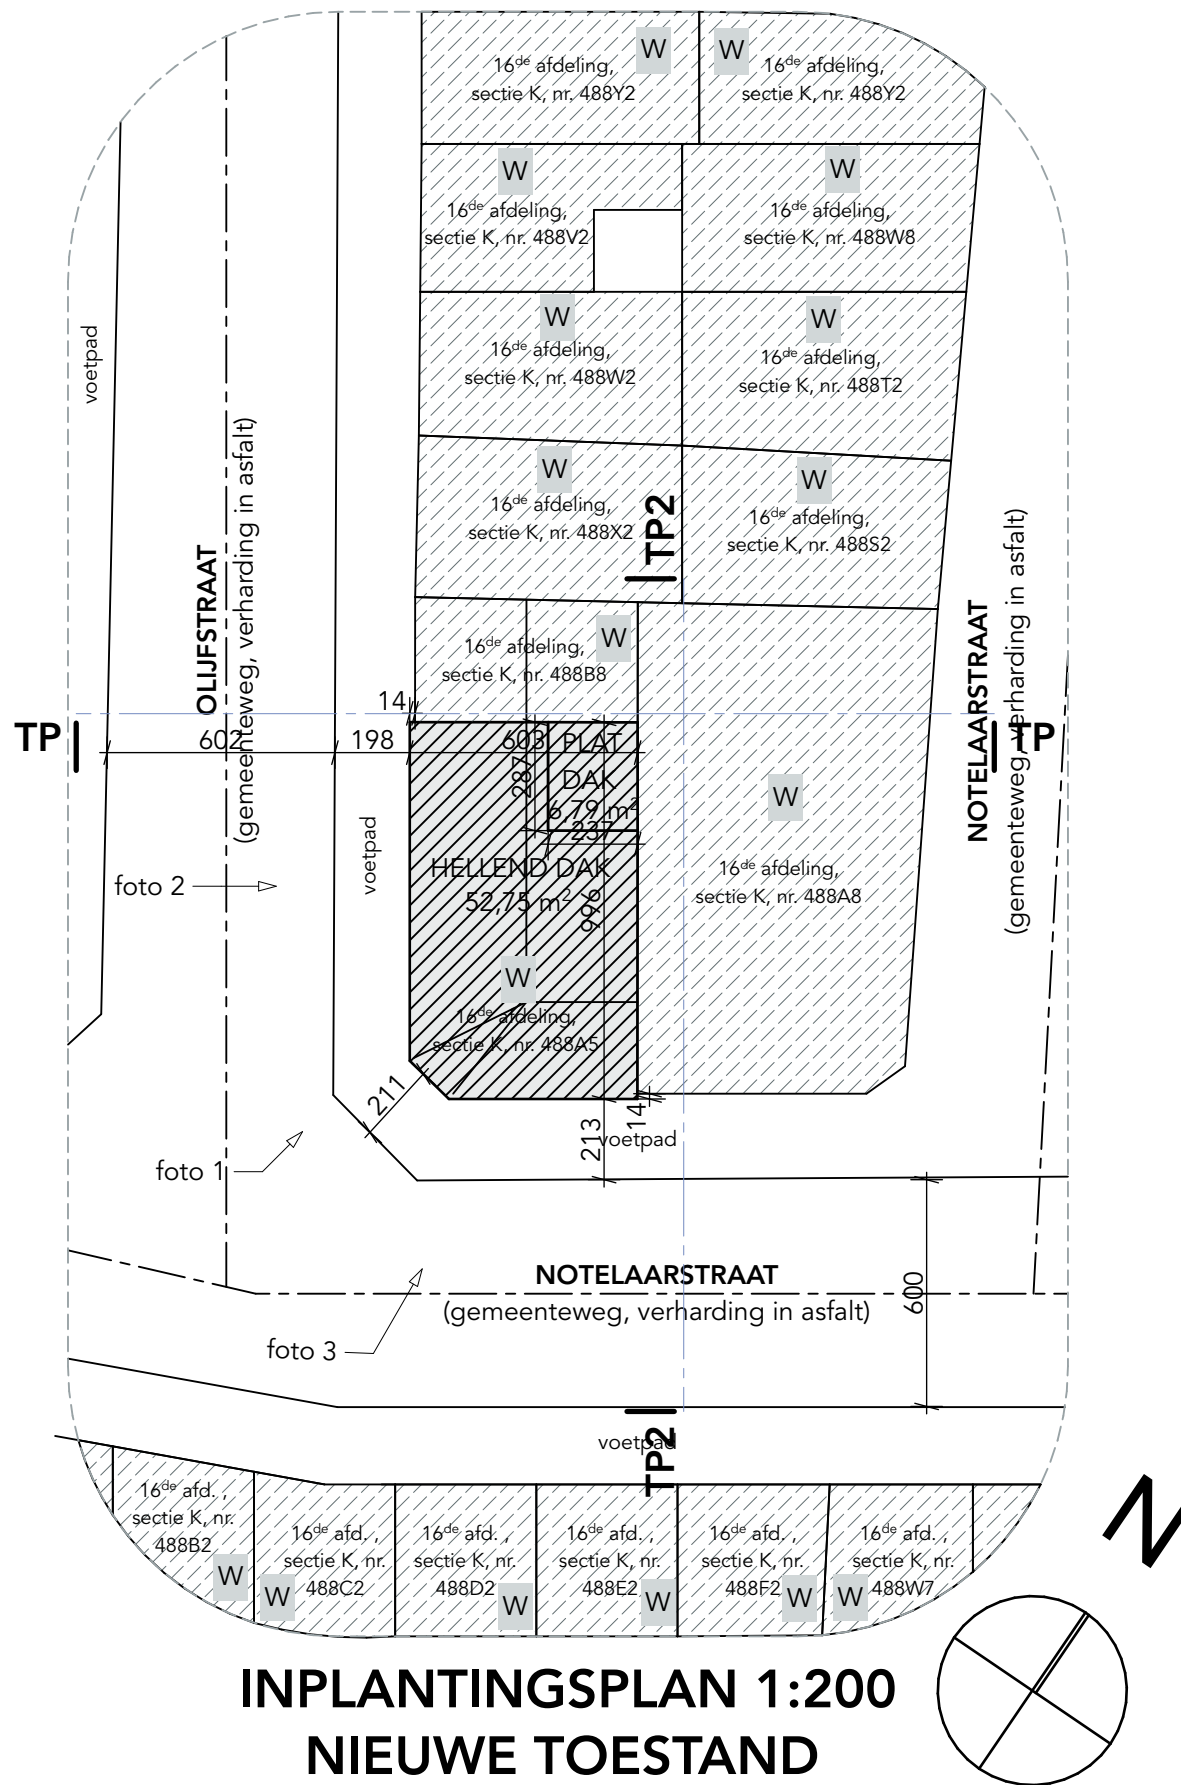 W
16de afdeling,
sectie K, nr. 488Y2
W
16de afdeling,
sectie K, nr. 488Y2
W
16de afdeling,
sectie K, nr. 488V2
W
16de afdeling,
sectie K, nr. 488W8
voetpad
W
16de afdeling,
sectie K, nr. 488W2
W
16de afdeling,
sectie K, nr. 488T2
OLIJFSTRAAT
(gemeenteweg, verharding in asfalt)
W
16de afdeling,
sectie K, nr. 488X2
TP2
W
16de afdeling,
sectie K, nr. 488S2
NOTELAARSTRAAT
(gemeenteweg, verharding in asfalt)
W
16de afdeling,
sectie K, nr. 488B8
14
TP
602
198
603
TP
287
PLAT
DAK
6,79 m²
237
W
16de afdeling,
sectie K, nr. 488A8
voetpad
foto 2
HELLEND DAK
52,75 m²
996
W
16de afdeling,
sectie K, nr. 488A5
211
213
14
voetpad
foto 1
NOTELAARSTRAAT
(gemeenteweg, verharding in asfalt)
600
foto 3
voetpad
TP2
16de afd. ,
sectie K, nr.
488B2
W
16de afd. ,
sectie K, nr.
488C2
W
16de afd. ,
sectie K, nr.
488D2
W
16de afd. ,
sectie K, nr.
488E2
W
16de afd. ,
sectie K, nr.
488F2
W
16de afd. ,
sectie K, nr.
488W7
W
N
INPLANTINGSPLAN 1:200
NIEUWE TOESTAND